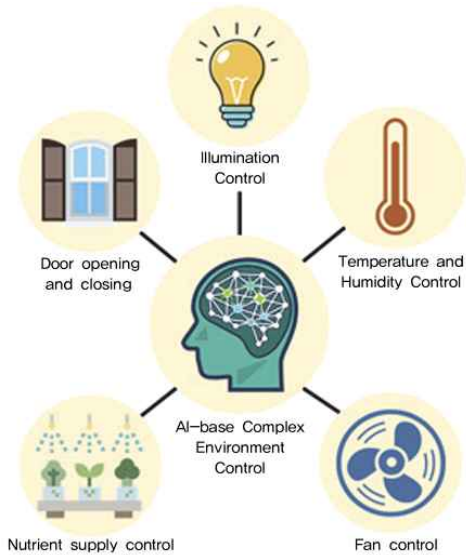 Illumination
Control
Door opening
and closing
Temperature and
Humidity Control
AI-base Complex
Environment
Control
Nutrient supply control
Fan control